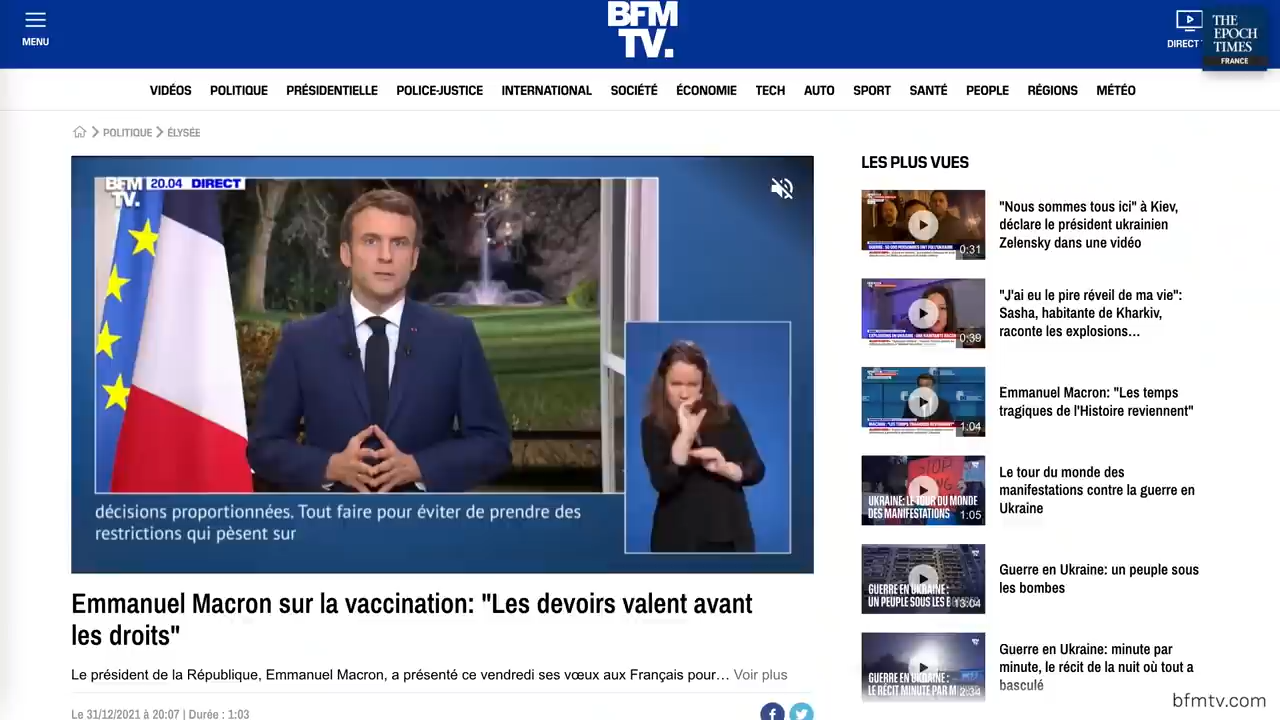 MENU
BFM
TV.
DIRECT
THE
EPOCH
TIMES
FRANCE
VIDÉOS POLITIQUE PRÉSIDENTIELLE POLICE-JUSTICE INTERNATIONAL SOCIÉTÉ ÉCONOMIE TECH AUTO SPORT SANTÉ PEOPLE RÉGIONS MÉTÉO
POLITIQUE ÉLYSÉE
BFM
TV.
20.04 DIRECT
décisions proportionnées. Tout faire pour éviter de prendre des
restrictions qui pèsent sur
Emmanuel Macron sur la vaccination: "Les devoirs valent avant
les droits"
Le président de la République, Emmanuel Macron, a présenté ce vendredi ses vœux aux Français pour… Voir plus
Le 31/12/2021 à 20:07 | Durée : 1:03
LES PLUS VUES
0:31
"Nous sommes tous ici" à Kiev,
déclare le président ukrainien
Zelensky dans une vidéo
0:39
"J'ai eu le pire réveil de ma vie":
Sasha, habitante de Kharkiv,
raconte les explosions...
1:04
Emmanuel Macron: "Les temps
tragiques de l'Histoire reviennent"
UKRAINE: LE TOUR DU MONDE
DES MANIFESTATIONS
1:05
Le tour du monde des
manifestations contre la guerre en
Ukraine
GUERRE EN UKRAINE :
UN PEUPLE SOUS LES
13:04
Guerre en Ukraine: un peuple sous
les bombes
GUERRE EN UKRAINE :
LE RÉCIT MINUTE PAR
2:34
Guerre en Ukraine: minute par
minute, le récit de la nuit où tout a
basculé
bfmtv.com